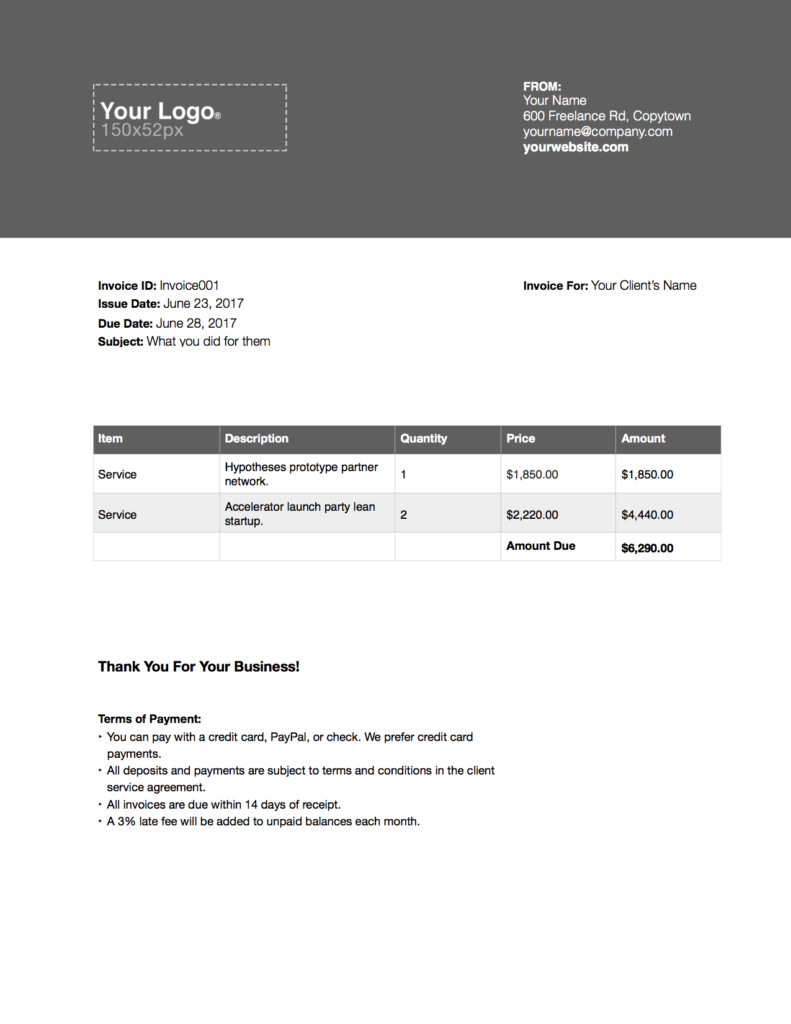 Your Logo®
150x52px
FROM:
Your Name
600 Freelance Rd, Copytown
yourname@company.com
yourwebsite.com
Invoice ID: Invoice001
Issue Date: June 23, 2017
Due Date: June 28, 2017
Subject: What you did for them
Invoice For: Your Client's Name
Item Description Quantity Price Amount
Service Hypotheses prototype partner
network. 1 $1,850.00 $1,850.00
Service Accelerator launch party lean
startup. 2 $2,220.00 $4,440.00
Amount Due $6,290.00
Thank You For Your Business!
Terms of Payment:
‣ You can pay with a credit card, PayPal, or check. We prefer credit card
payments.
‣ All deposits and payments are subject to terms and conditions in the client
service agreement.
‣ All invoices are due within 14 days of receipt.
‣ A 3% late fee will be added to unpaid balances each month.